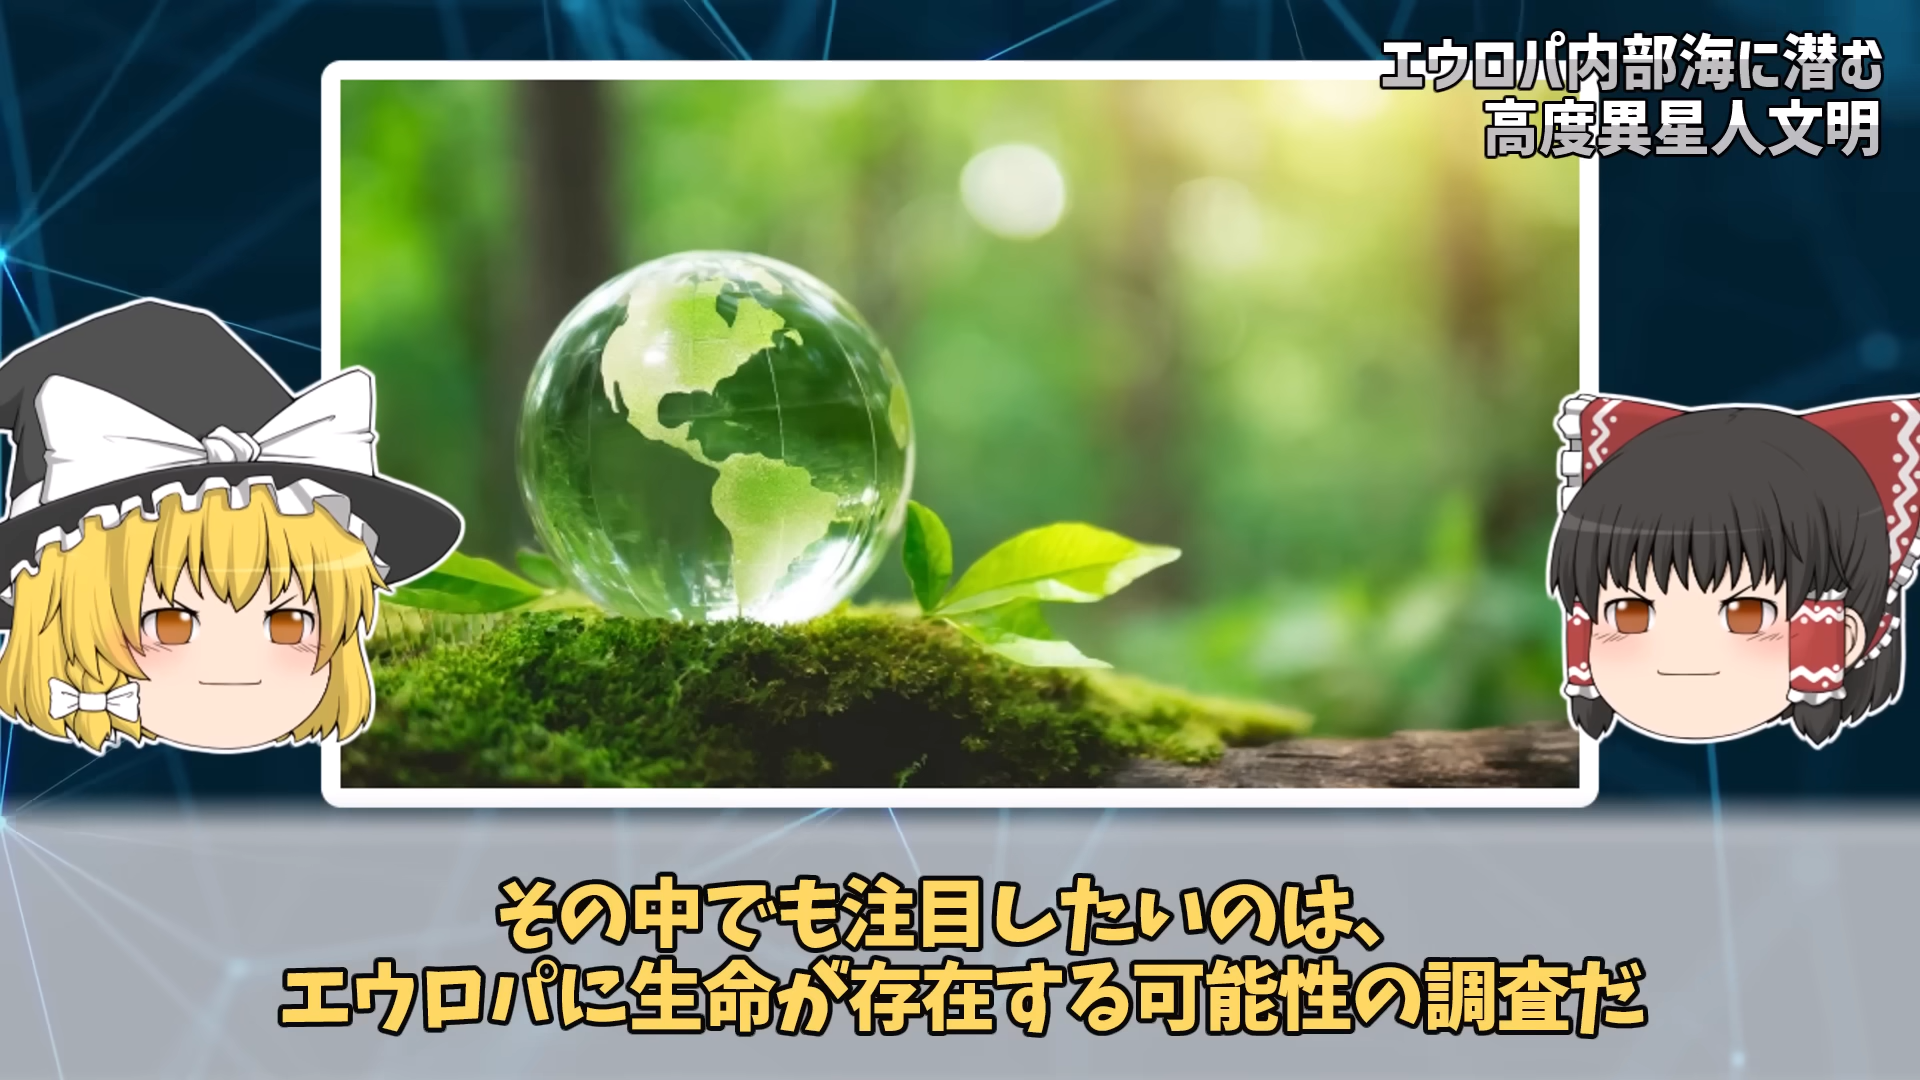 エウロパ内部海に潜む
高度異星人文明
その中でも注目したいのは、
エウロパに生命が存在する可能性の調査だ